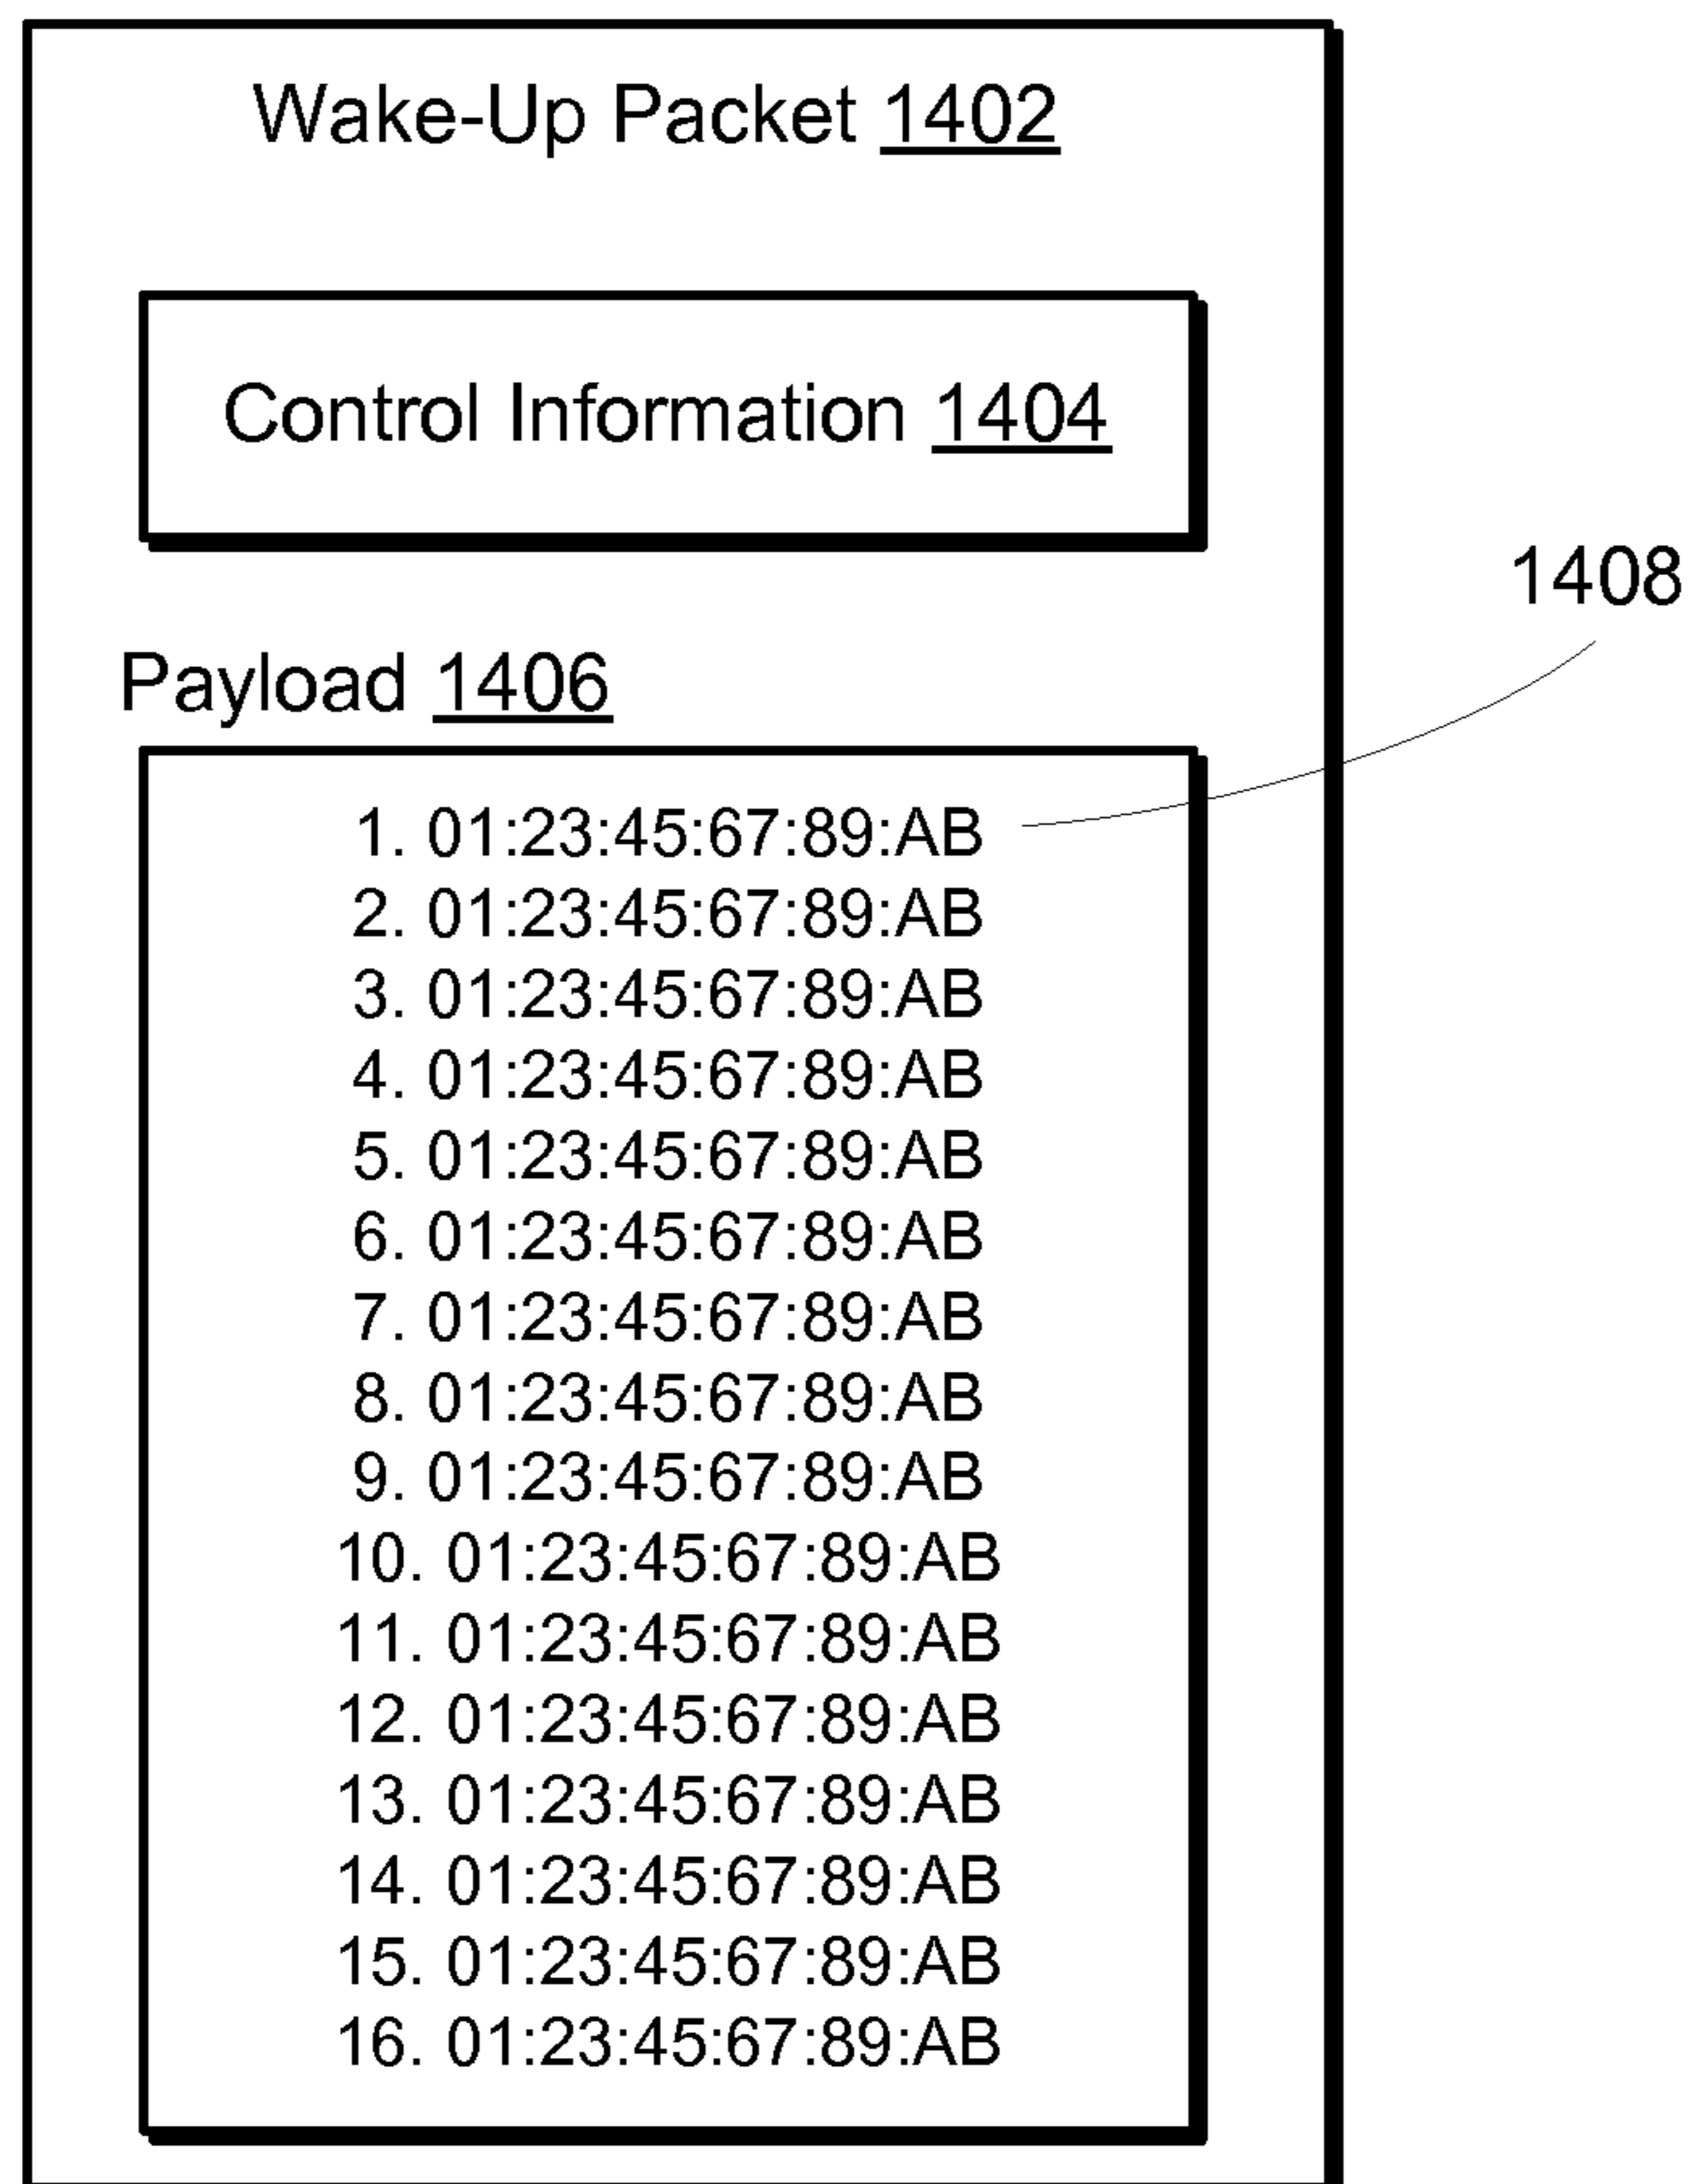 Wake-Up Packet 1402
Control Information 1404
1408
Payload 1406
1. 01:23:45:67:89:AB
2. 01:23:45:67:89:AB
3. 01:23:45:67:89:AB
4. 01:23:45:67:89:AB
5. 01:23:45:67:89:AB
6. 01:23:45:67:89:AB
7. 01:23:45:67:89:AB
8. 01:23:45:67:89:AB
9. 01:23:45:67:89:AB
10. 01:23:45:67:89:AB
11. 01:23:45:67:89:AB
12. 01:23:45:67:89:AB
13. 01:23:45:67:89:AB
14. 01:23:45:67:89:AB
15. 01:23:45:67:89:AB
16. 01:23:45:67:89:AB